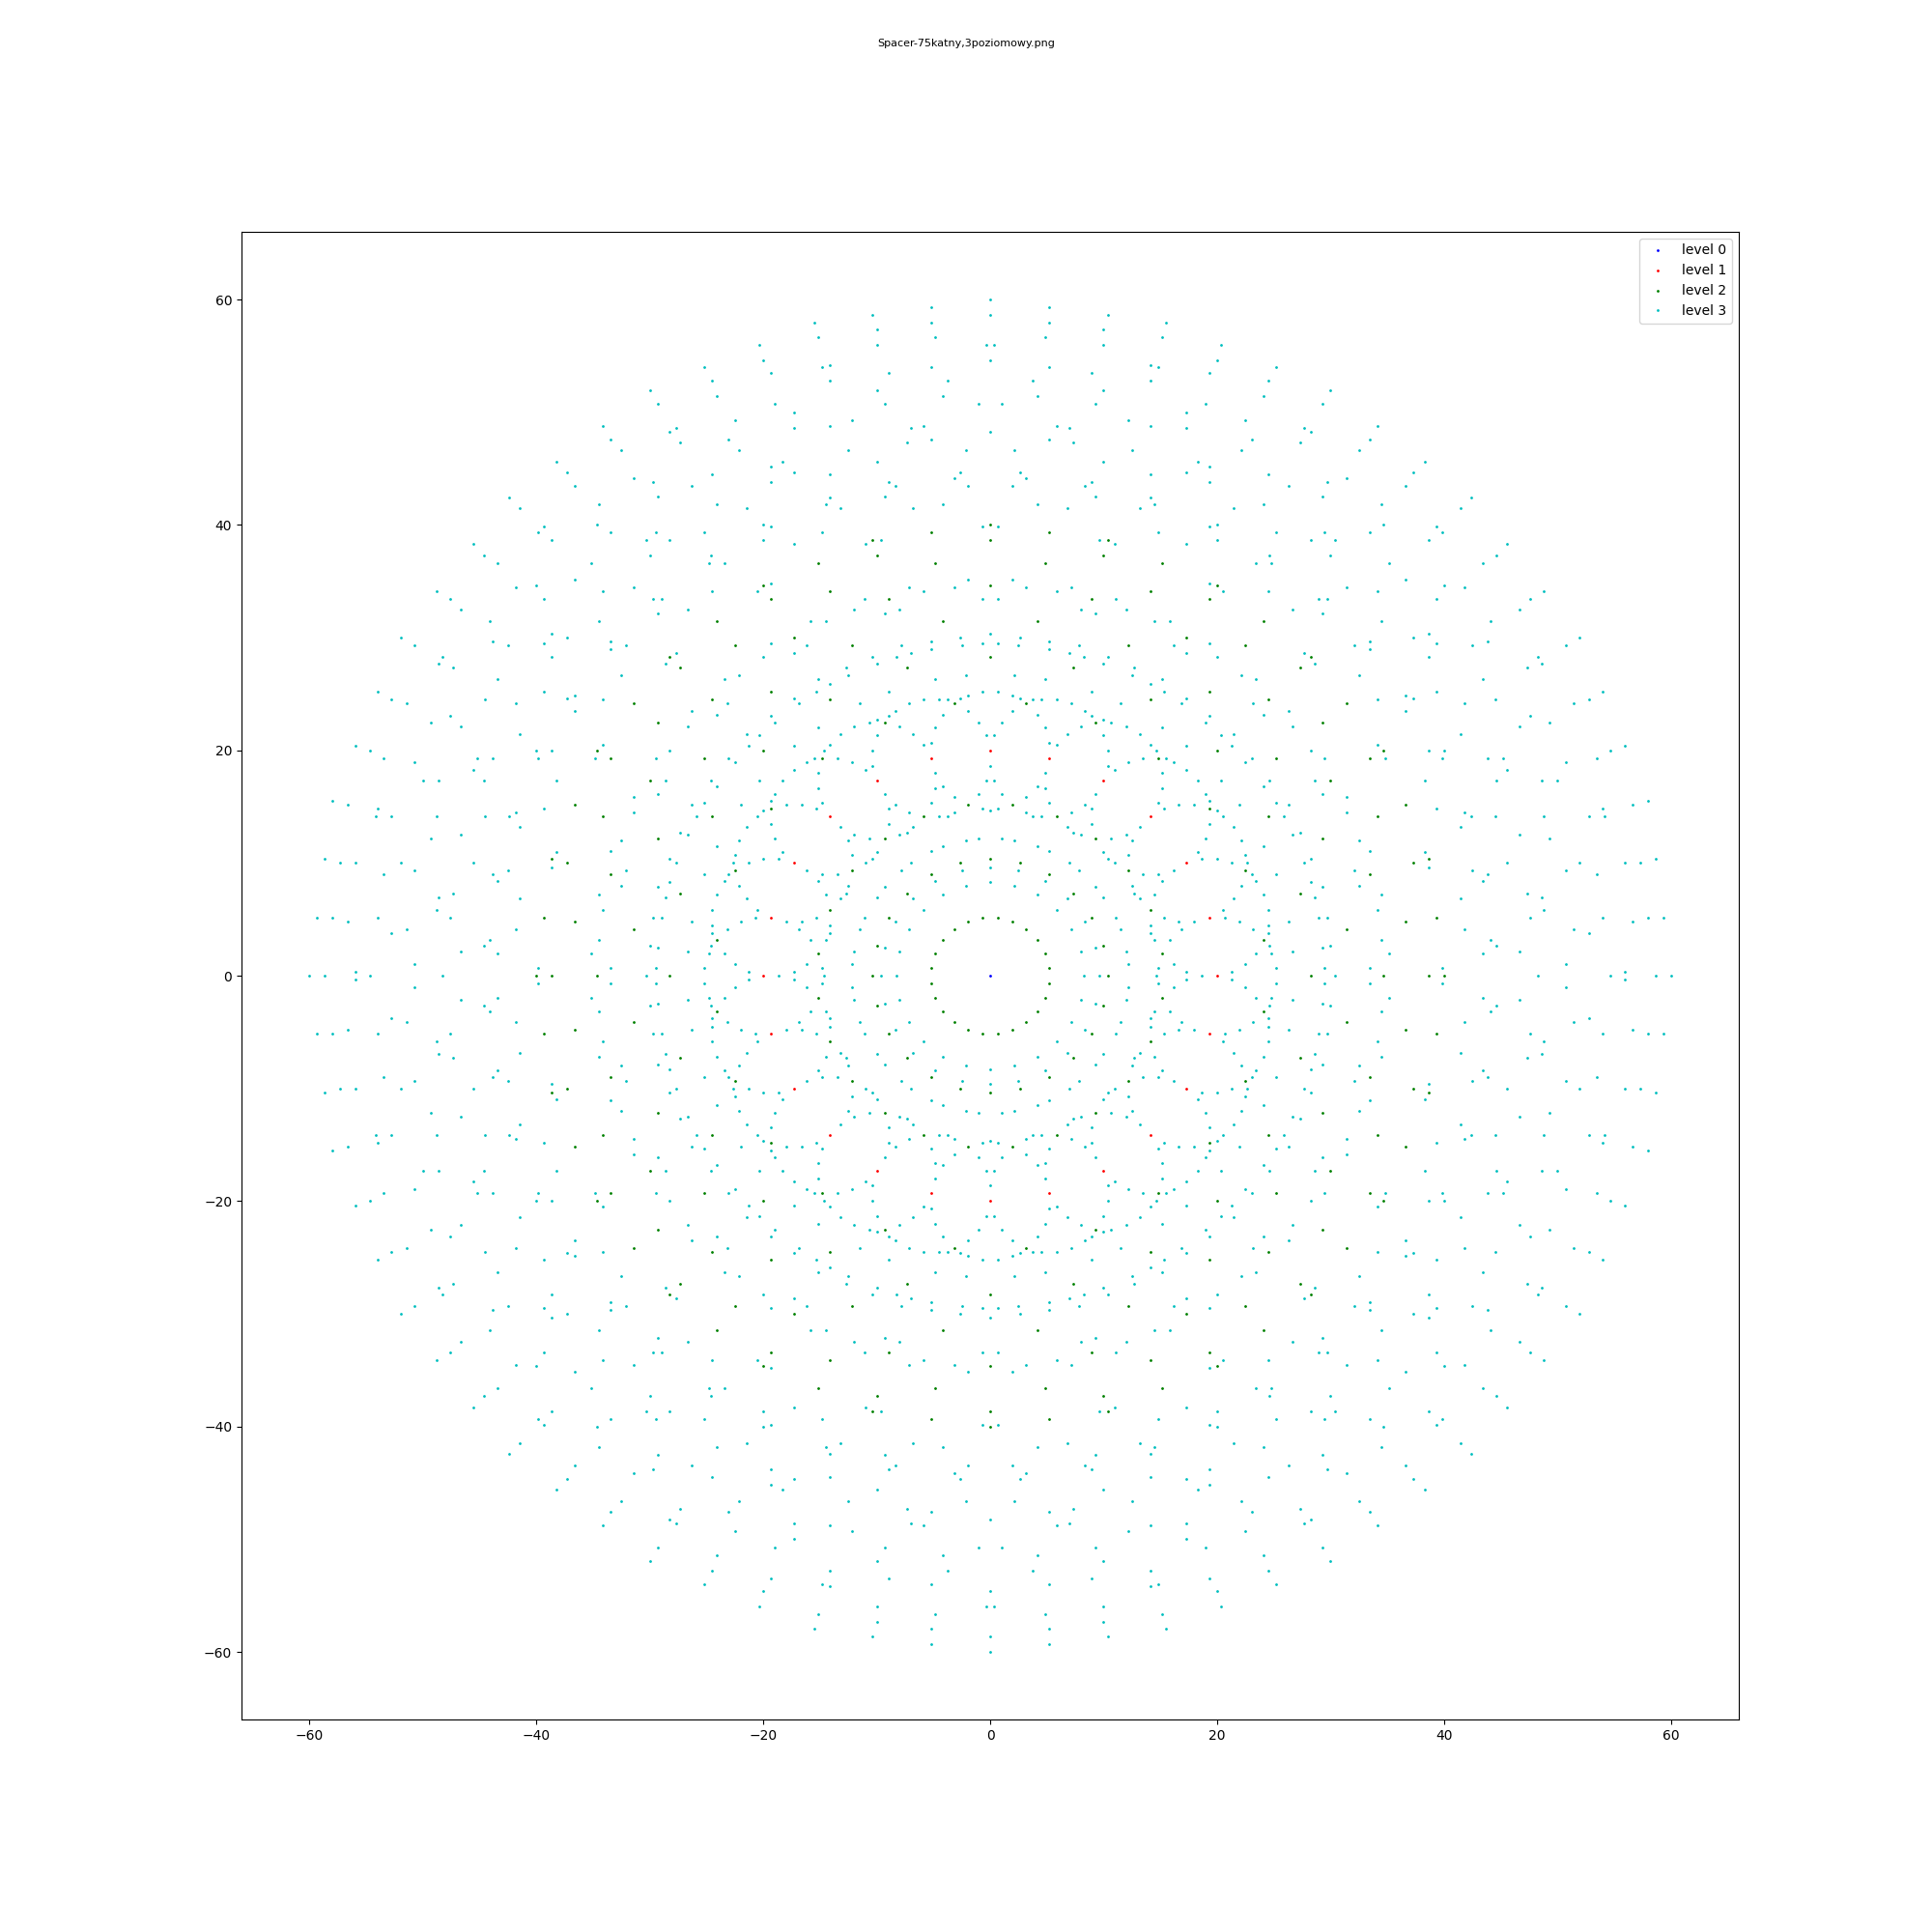 Spacer-75katny,3poziomowy.png
level 0
level 1
level 2
level 3
60
40
20
0
−20
−40
−60
−60 −40 −20 0 20 40 60